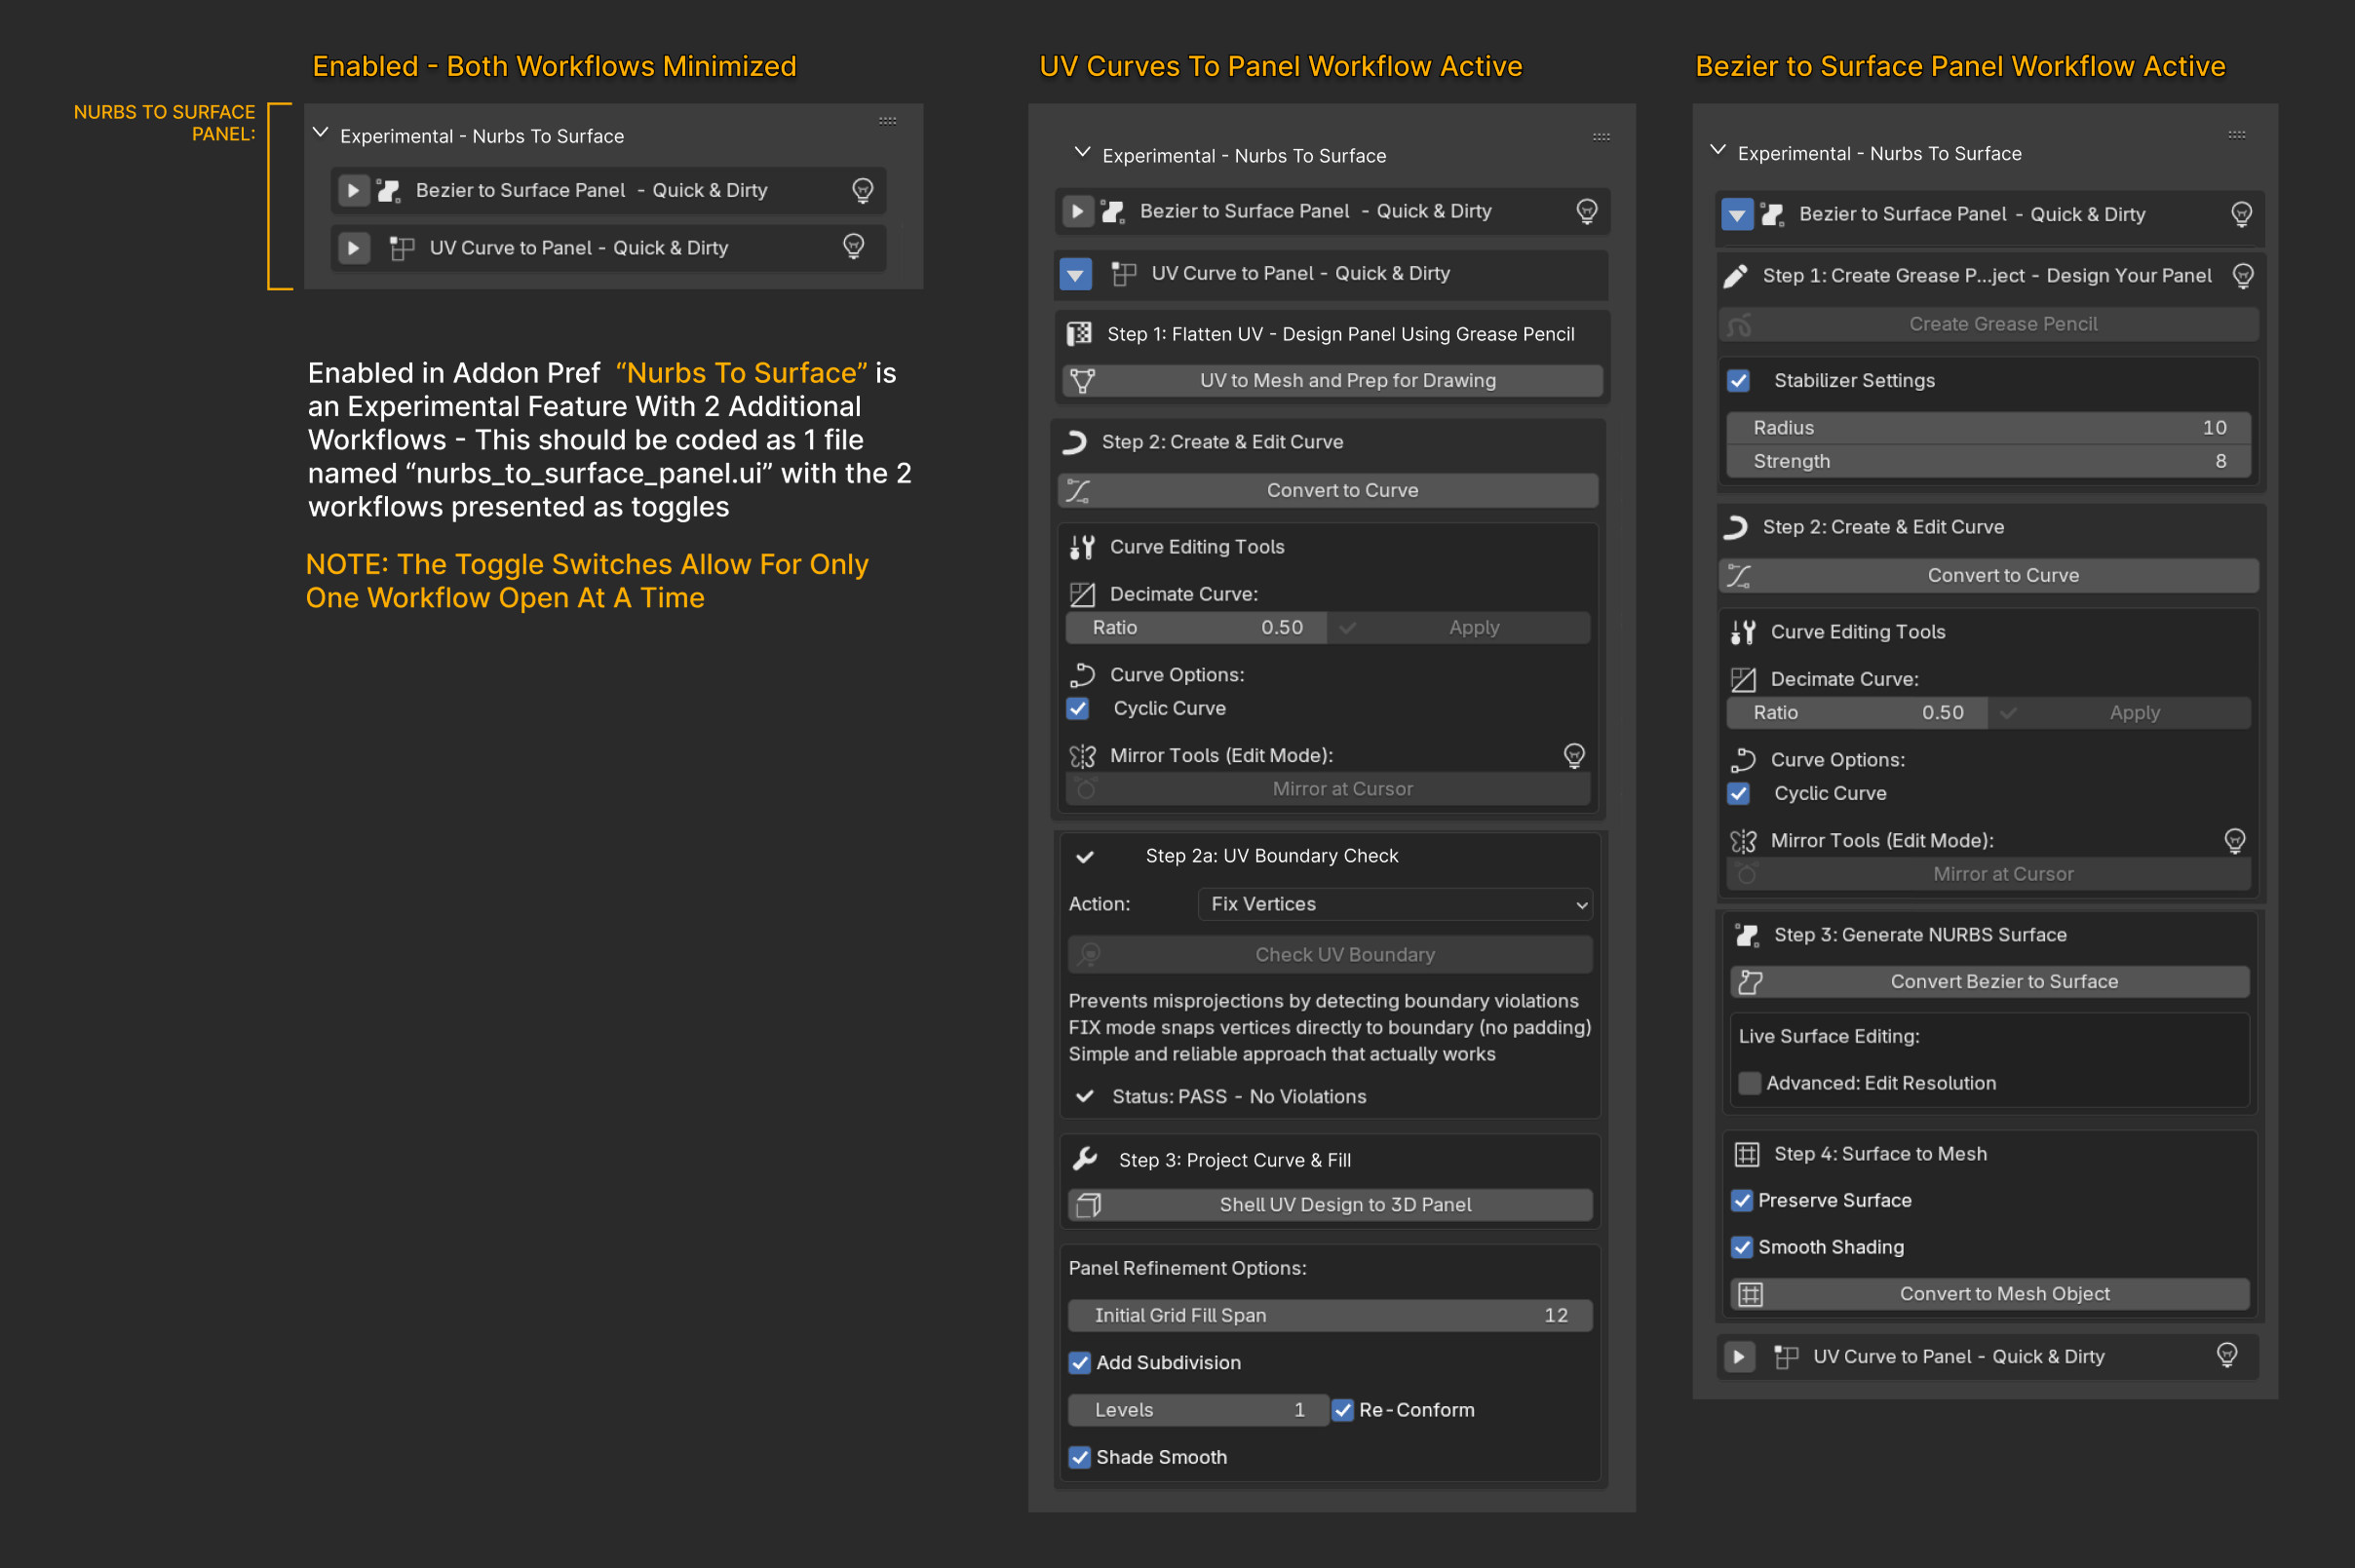 Enabled - Both Workflows Minimized
NURBS TO SURFACE
PANEL:
Experimental - Nurbs To Surface
Bezier to Surface Panel - Quick & Dirty
UV Curve to Panel - Quick & Dirty
Enabled in Addon Pref “Nurbs To Surface” is
an Experimental Feature With 2 Additional
Workflows - This should be coded as 1 file
named “nurbs_to_surface_panel.ui” with the 2
workflows presented as toggles
NOTE: The Toggle Switches Allow For Only
One Workflow Open At A Time
UV Curves To Panel Workflow Active
Experimental - Nurbs To Surface
Bezier to Surface Panel - Quick & Dirty
UV Curve to Panel - Quick & Dirty
Step 1: Flatten UV - Design Panel Using Grease Pencil
UV to Mesh and Prep for Drawing
Step 2: Create & Edit Curve
Convert to Curve
Curve Editing Tools
Decimate Curve:
Ratio 0.50 Apply
Curve Options:
Cyclic Curve
Mirror Tools (Edit Mode):
Mirror at Cursor
Step 2a: UV Boundary Check
Action: Fix Vertices
Check UV Boundary
Prevents misprojections by detecting boundary violations
FIX mode snaps vertices directly to boundary (no padding)
Simple and reliable approach that actually works
Status: PASS - No Violations
Step 3: Project Curve & Fill
Shell UV Design to 3D Panel
Panel Refinement Options:
Initial Grid Fill Span 12
Add Subdivision
Levels 1 Re-Conform
Shade Smooth
Bezier to Surface Panel Workflow Active
Experimental - Nurbs To Surface
Bezier to Surface Panel - Quick & Dirty
Step 1: Create Grease P...ject - Design Your Panel
Create Grease Pencil
Stabilizer Settings
Radius 10
Strength 8
Step 2: Create & Edit Curve
Convert to Curve
Curve Editing Tools
Decimate Curve:
Ratio 0.50 Apply
Curve Options:
Cyclic Curve
Mirror Tools (Edit Mode):
Mirror at Cursor
Step 3: Generate NURBS Surface
Convert Bezier to Surface
Live Surface Editing:
Advanced: Edit Resolution
Step 4: Surface to Mesh
Preserve Surface
Smooth Shading
Convert to Mesh Object
UV Curve to Panel - Quick & Dirty